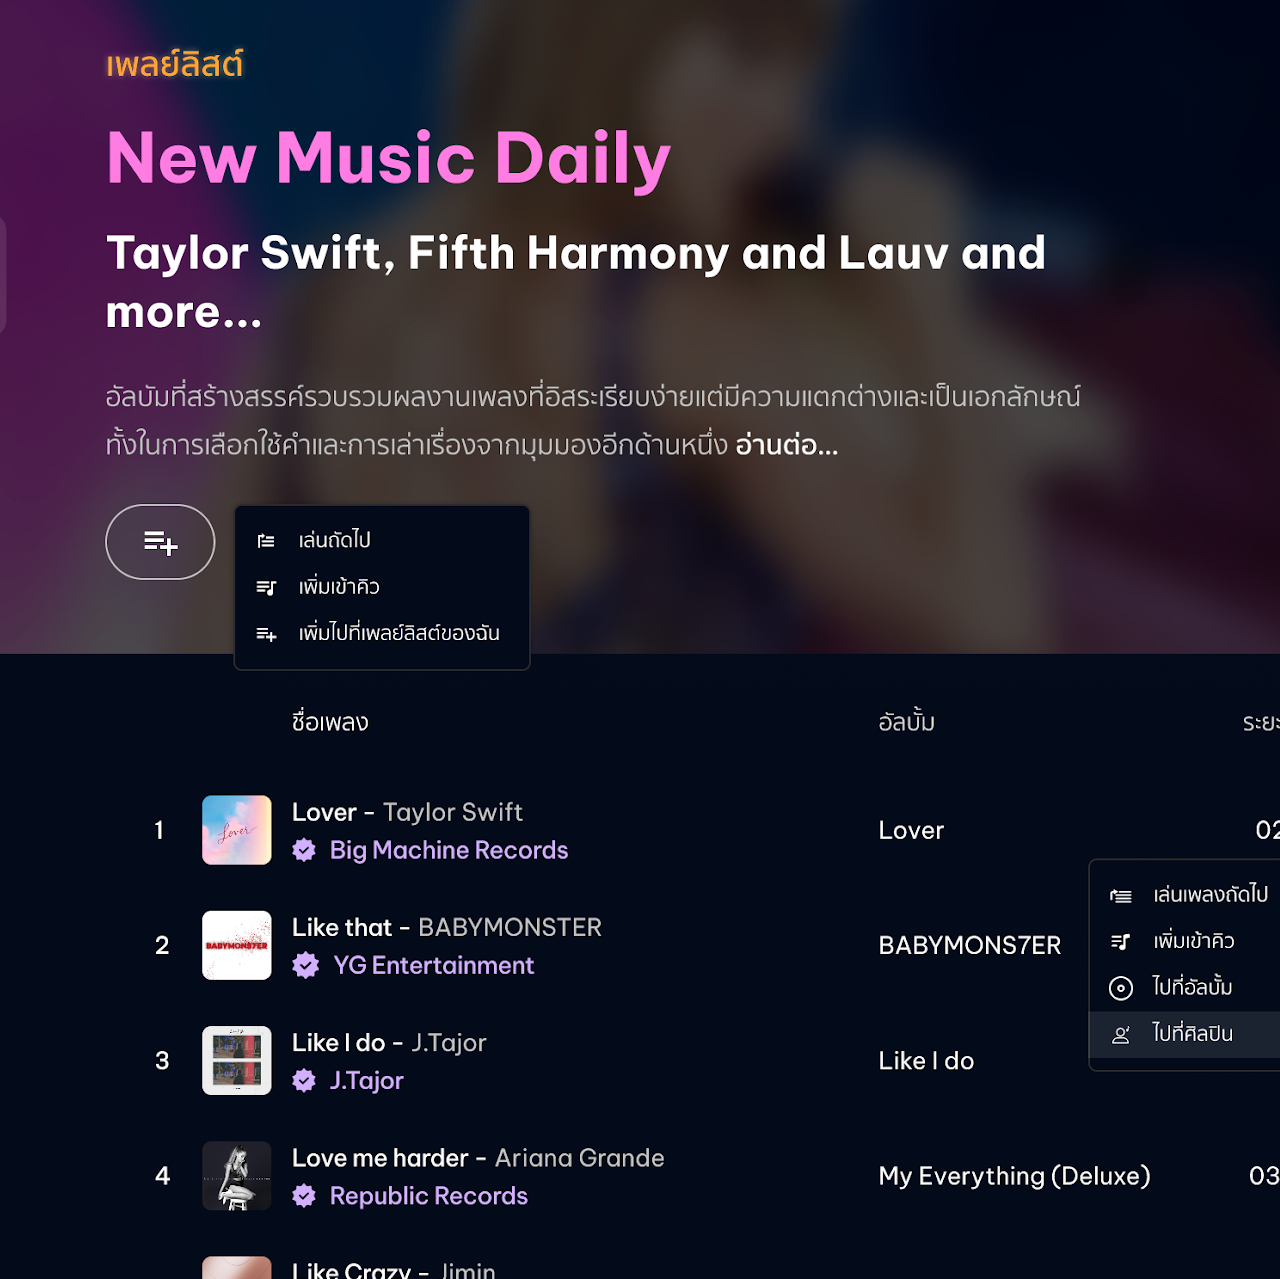 เพลย์ลิสต์
New Music Daily
Taylor Swift, Fifth Harmony and Lauv and
more...
อัลบัมที่สร้างสรรค์รวบรวมผลงานเพลงที่อิสระเรียบง่ายแต่มีความแตกต่างและเป็นเอกลักษณ์
ทั้งในการเลือกใช้คำและการเล่าเรื่องจากมุมมองอีกด้านหนึ่ง อ่านต่อ...
เล่นถัดไป
เพิ่มเข้าคิว
เพิ่มไปที่เพลย์ลิสต์ของฉัน
ชื่อเพลง อัลบั้ม ระยะ
1 Lover - Taylor Swift
Big Machine Records
Lover 02
2 Like that - BABYMONSTER
YG Entertainment
BABYMONS7ER
เล่นเพลงถัดไป
เพิ่มเข้าคิว
ไปที่อัลบั้ม
ไปที่ศิลปิน
3 Like I do - J.Tajor
J.Tajor
Like I do
4 Love me harder - Ariana Grande
Republic Records
My Everything (Deluxe) 03
Like Crazy - Jimin